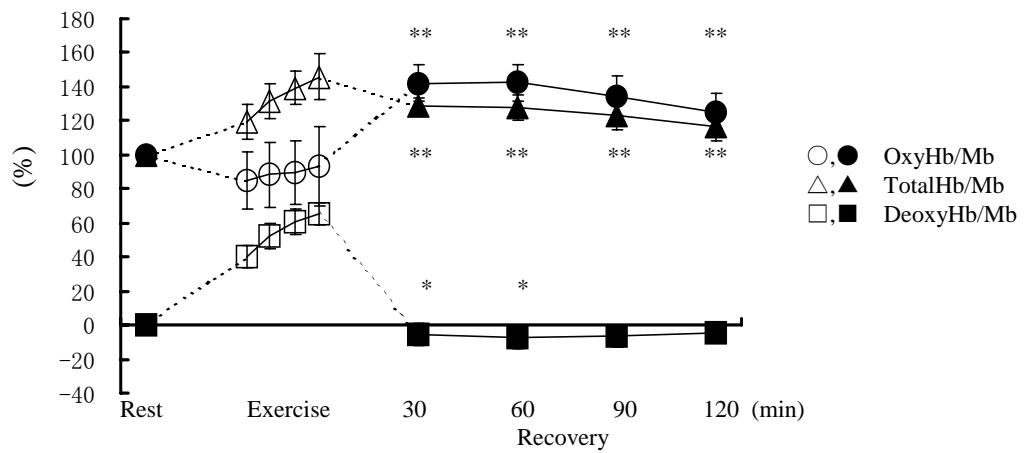 180
160
140
120
100
80
60
40
20
0
−20
−40
(%)
** ** ** **
** ** ** **
* *
Rest Exercise 30 60 90 120 (min)
Recovery
, OxyHb/Mb
, TotalHb/Mb
, DeoxyHb/Mb